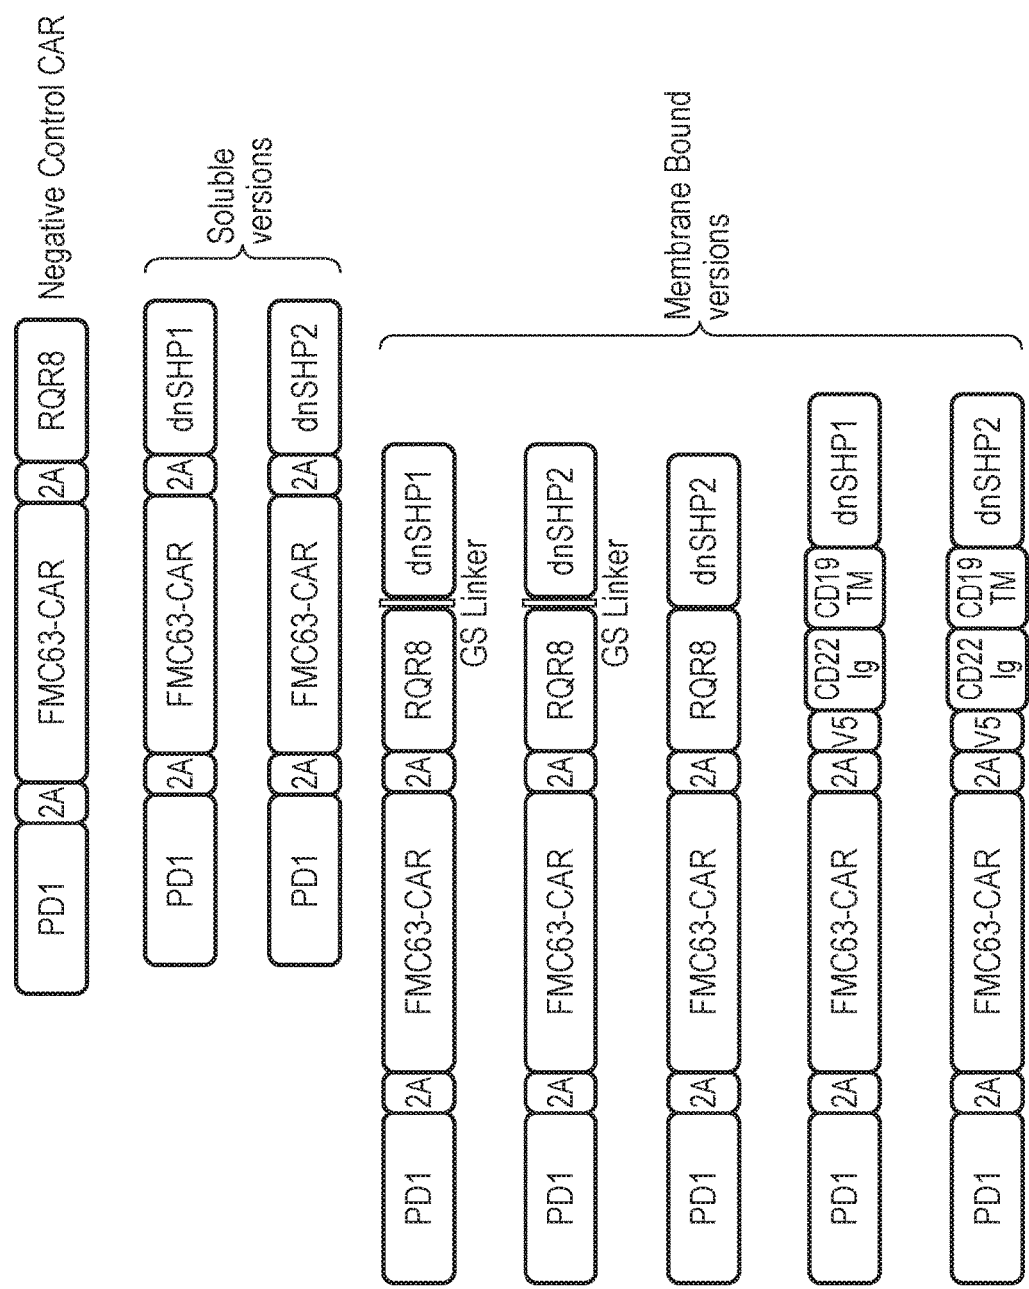 PD1 2A FMC63-CAR 2A RQR8 Negative Control CAR
PD1 2A FMC63-CAR 2A dnSHP1
PD1 2A FMC63-CAR 2A dnSHP2
Soluble
versions
PD1 2A FMC63-CAR 2A RQR8 dnSHP1
GS Linker
PD1 2A FMC63-CAR 2A RQR8 dnSHP2
GS Linker
PD1 2A FMC63-CAR 2A RQR8 dnSHP2
PD1 2A FMC63-CAR 2A V5 CD22 Ig CD19 TM dnSHP1
PD1 2A FMC63-CAR 2A V5 CD22 Ig CD19 TM dnSHP2
Membrane Bound
versions